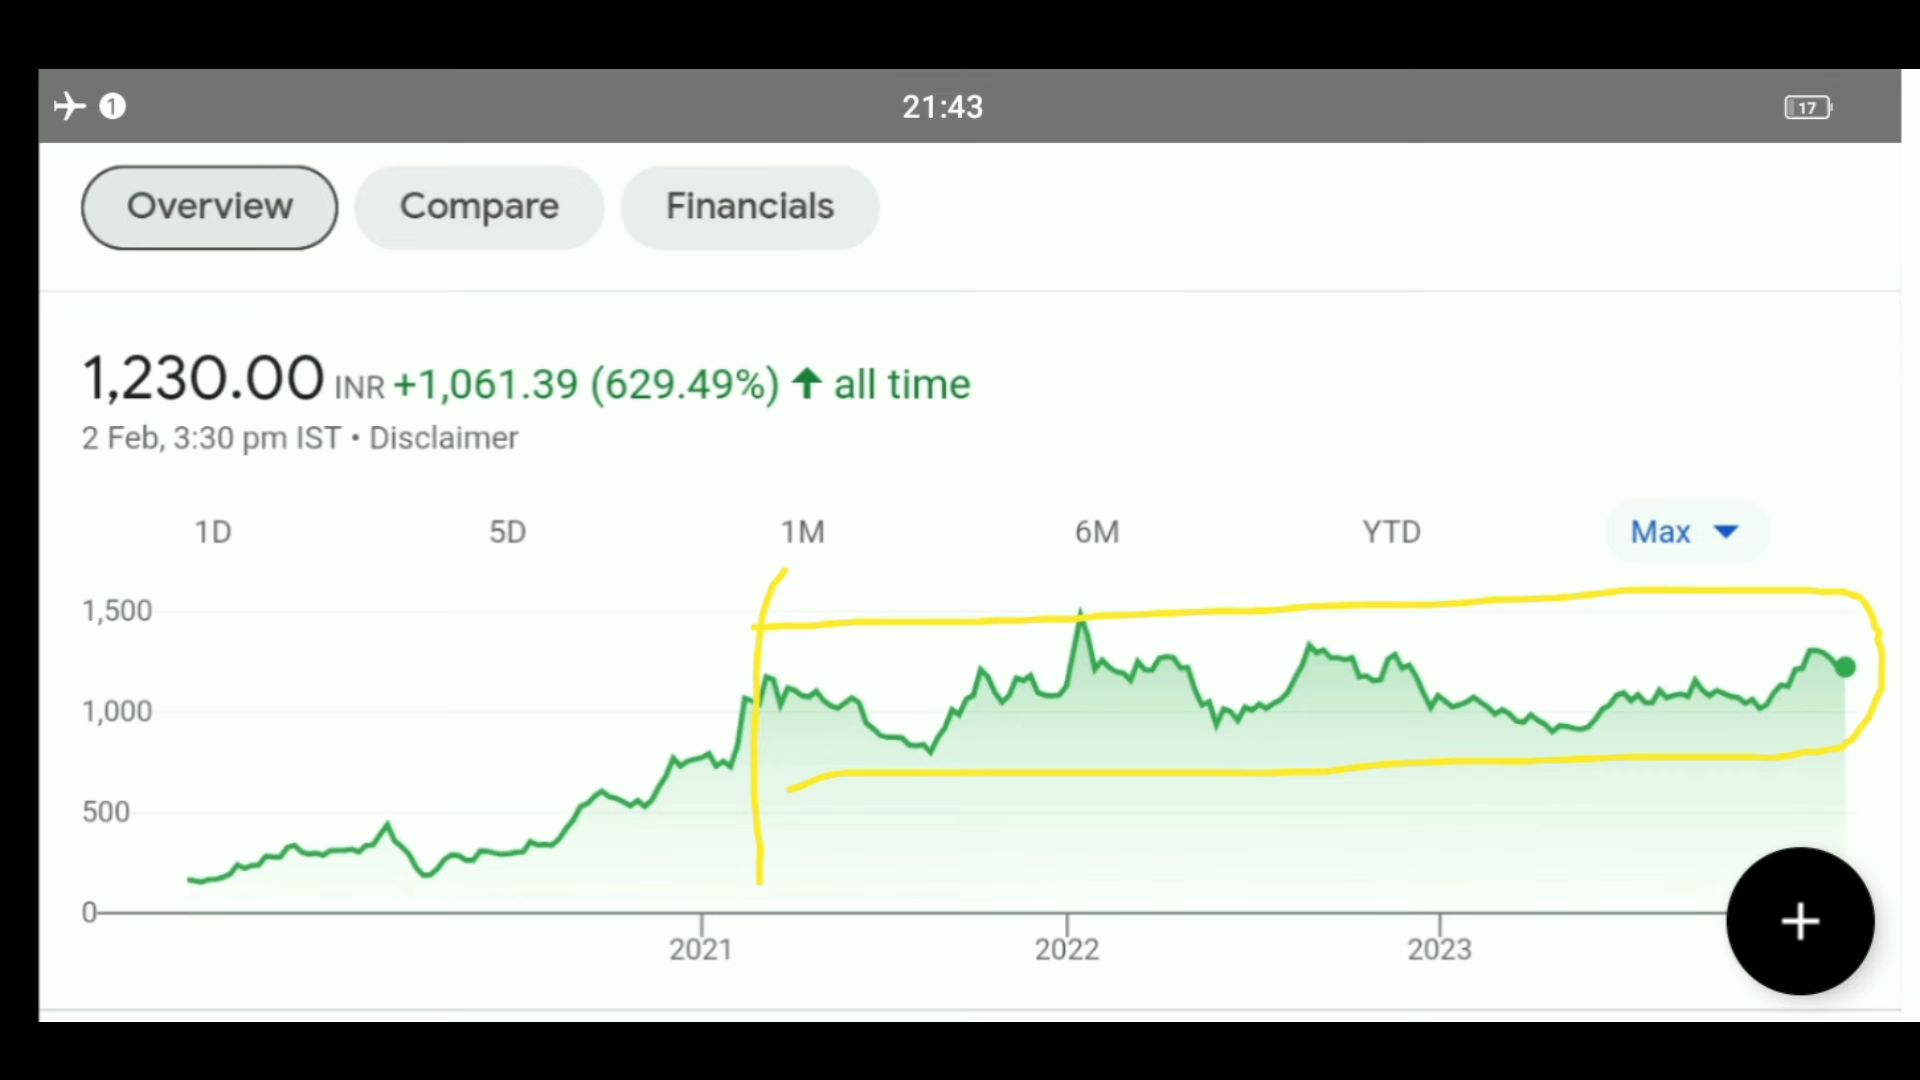 1 21:43 17
Overview Compare Financials
1,230.00 INR +1,061.39 (629.49%) ↑ all time
2 Feb, 3:30 pm IST • Disclaimer
1D 5D 1M 6M YTD Max
1,500
1,000
500
0
2021 2022 2023
+